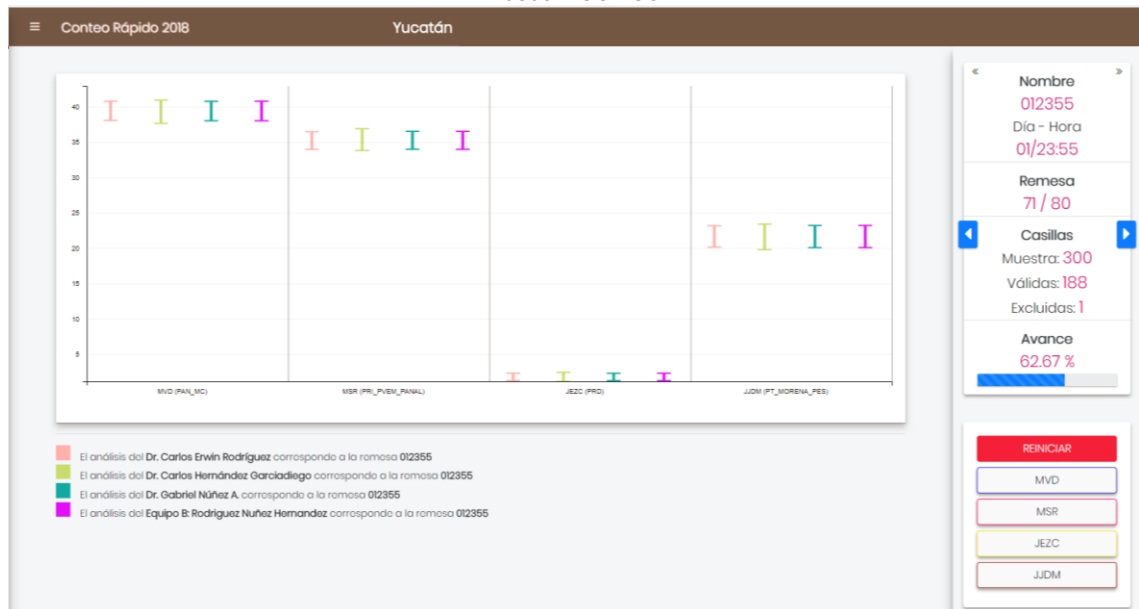 ≡ Conteo Rápido 2018 Yucatán
40
35
30
25
20
15
10
5
MVD (PAN_MC) MSR (PRI_PVEM_PANAL) JEZC (PRD) JJDM (PT_MORENA_PES)
El análisis del Dr. Carlos Erwin Rodríguez corresponde a la remesa 012355
El análisis del Dr. Carlos Hernández Garciadiego corresponde a la remesa 012355
El análisis del Dr. Gabriel Núñez A. corresponde a la remesa 012355
El análisis del Equipo B: Rodriguez Nuñez Hernandez corresponde a la remesa 012355
« Nombre »
012355
Día - Hora
01/23:55
Remesa
71 / 80
Casillas
Muestra: 300
Válidas: 188
Excluidas: 1
Avance
62.67 %
REINICIAR
MVD
MSR
JEZC
JJDM